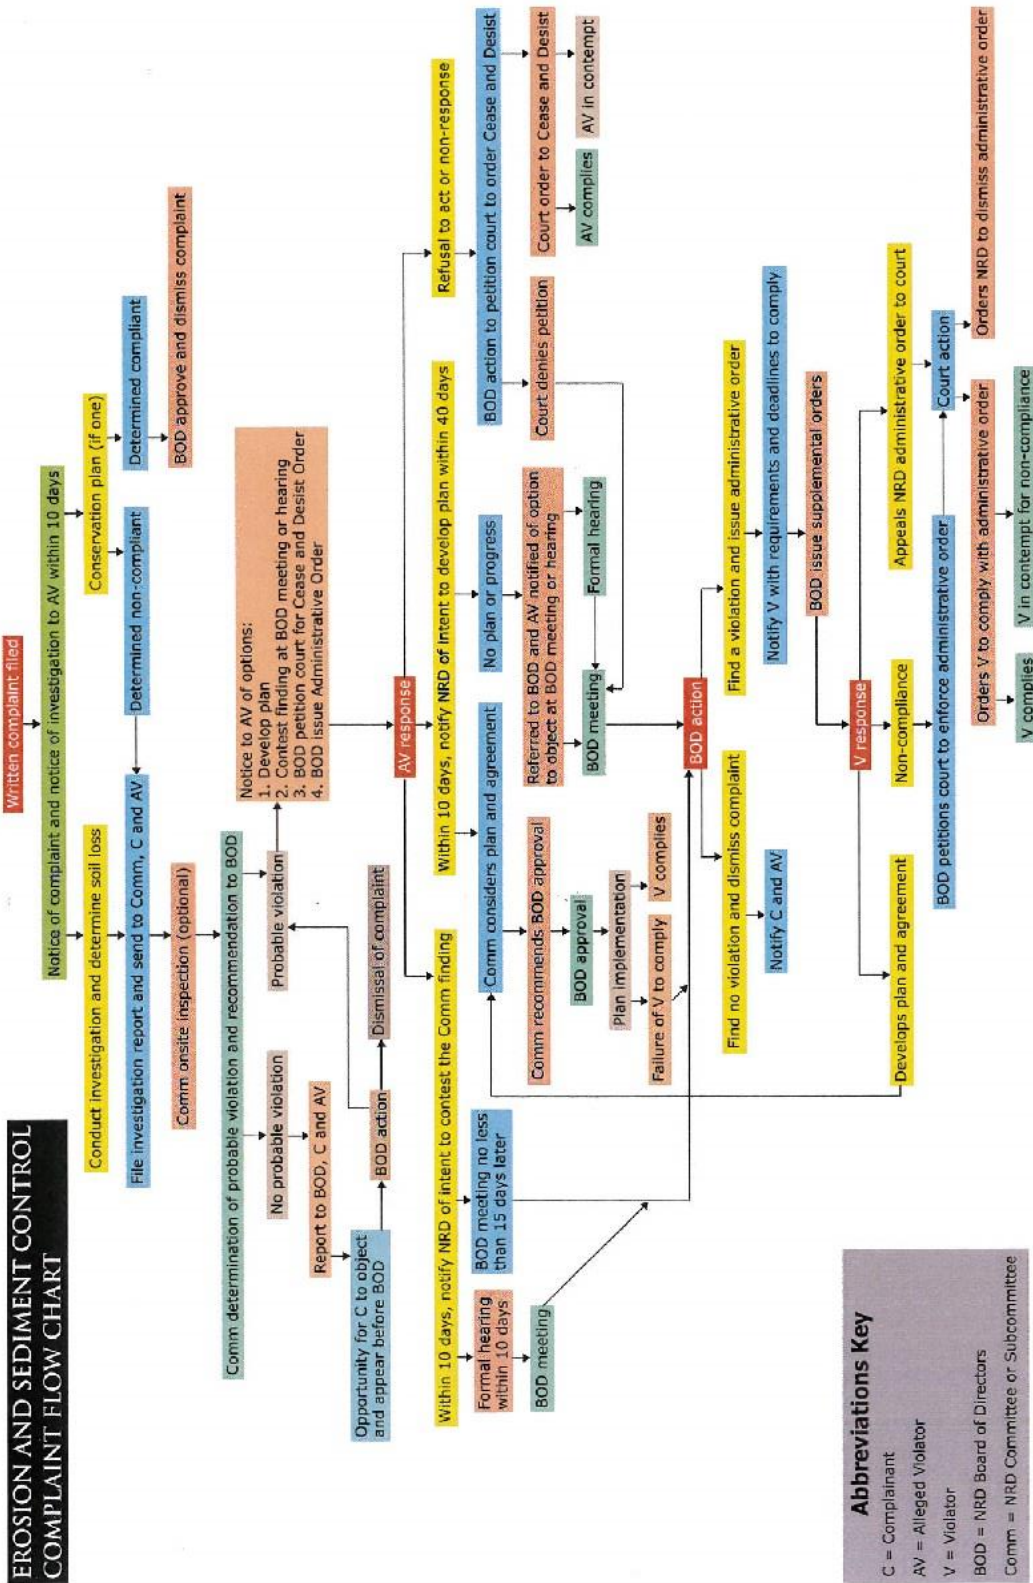 EROSION AND SEDIMENT CONTROL
COMPLAINT FLOW CHART
Written complaint filed
Notice of complaint and notice of investigation to AV within 10 days
Conduct investigation and determine soil loss
Conservation plan (if one)
File investigation report and send to Comm, C and AV
Determined non-compliant
Determined compliant
Comm onsite inspection (optional)
BOD approve and dismiss complaint
Comm determination of probable violation and recommendation to BOD
No probable violation
Probable violation
Notice to AV of options:
1. Develop plan
2. Contest finding at BOD meeting or hearing
3. BOD petition court for Cease and Desist Order
4. BOD issue Administrative Order
Report to BOD, C and AV
Opportunity for C to object
and appear before BOD
BOD action
Dismissal of complaint
AV response
Within 10 days, notify NRD of intent to contest the Comm finding
Within 10 days, notify NRD of Intent to develop plan within 40 days
Refusal to act or non-response
Formal hearing
within 10 days
BOD meeting no less
than 15 days later
Comm considers plan and agreement
No plan or progress
BOD action to petition court to order Cease and Desist
BOD meeting
Comm recommends BOD approval
Referred to BOD and AV notified of option
to object at BOD meeting or hearing
Court denies petition
Court order to Cease and Desist
BOD approval
BOD meeting
Formal hearing
AV complies
AV in contempt
Plan implementation
Failure of V to comply
V complies
BOD action
Find no violation and dismiss complaint
Find a violation and issue administrative order
Notify C and AV
Notify V with requirements and deadlines to comply
BOD issue supplemental orders
V response
Develops plan and agreement
Non-compliance
Appeals NRD administrative order to court
BOD petitions court to enforce administrative order
Court action
Orders V to comply with administrative order
Orders NRD to dismiss administrative order
V complies
V in contempt for non-compliance
Abbreviations Key
C = Complainant
AV = Alleged Violator
V = Violator
BOD = NRD Board of Directors
Comm = NRD Committee or Subcommittee